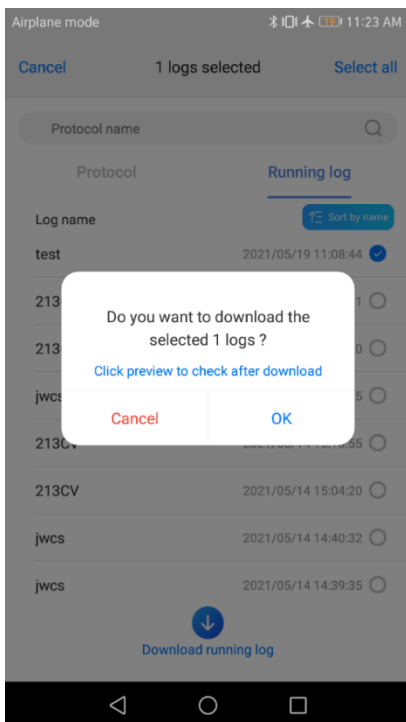 Airplane mode 19 11:23 AM
Cancel 1 logs selected Select all
Protocol name
Protocol Running log
Log name Sort by name
test 2021/05/19 11:08:44
213
Do you want to download the
selected 1 logs ?
213
Click preview to check after download
jwcs
Cancel OK
213CV
213CV 2021/05/14 15:04:20
jwcs 2021/05/14 14:40:32
jwcs 2021/05/14 14:39:35
Download running log